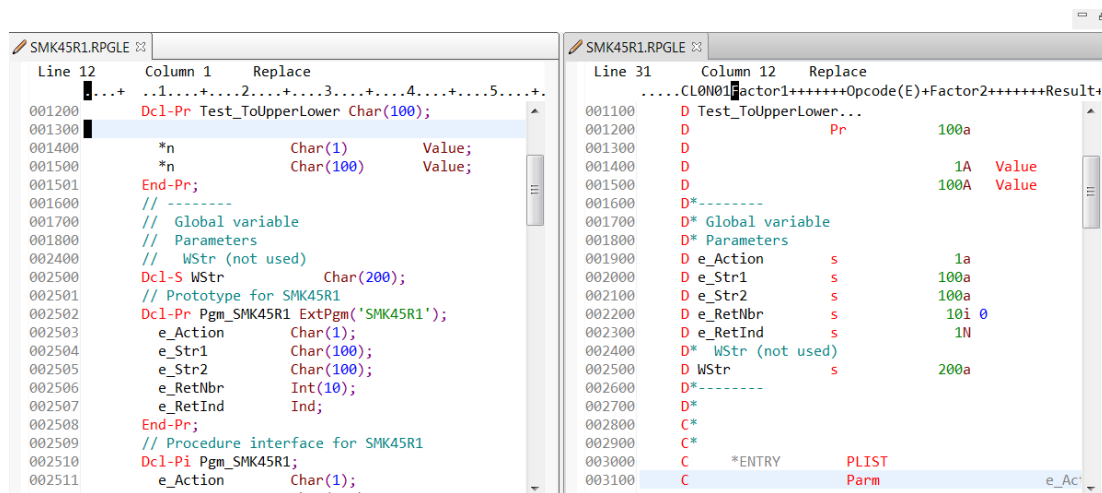 SMK45R1.RPGLE
Line 12 Column 1 Replace
....+ ..1....+....2....+....3....+....4....+....5....+.
001200 Dcl-Pr Test_ToUpperLower Char(100);
001300
001400 *n Char(1) Value;
001500 *n Char(100) Value;
001501 End-Pr;
001600 // --------
001700 // Global variable
001800 // Parameters
002400 // WStr (not used)
002500 Dcl-S WStr Char(200);
002501 // Prototype for SMK45R1
002502 Dcl-Pr Pgm_SMK45R1 ExtPgm('SMK45R1');
002503 e_Action Char(1);
002504 e_Str1 Char(100);
002505 e_Str2 Char(100);
002506 e_RetNbr Int(10);
002507 e_RetInd Ind;
002508 End-Pr;
002509 // Procedure interface for SMK45R1
002510 Dcl-Pi Pgm_SMK45R1;
002511 e_Action Char(1);
SMK45R1.RPGLE
Line 31 Column 12 Replace
.....CL0N01Factor1+++++++Opcode(E)+Factor2+++++++Result+
001100 D Test_ToUpperLower...
001200 D Pr 100a
001300 D
001400 D 1A Value
001500 D 100A Value
001600 D*--------
001700 D* Global variable
001800 D* Parameters
001900 D e_Action s 1a
002000 D e_Str1 s 100a
002100 D e_Str2 s 100a
002200 D e_RetNbr s 10i 0
002300 D e_RetInd s 1N
002400 D* WStr (not used)
002500 D WStr s 200a
002600 D*--------
002700 D*
002800 C*
002900 C*
003000 C *ENTRY PLIST
003100 C Parm e_Ac